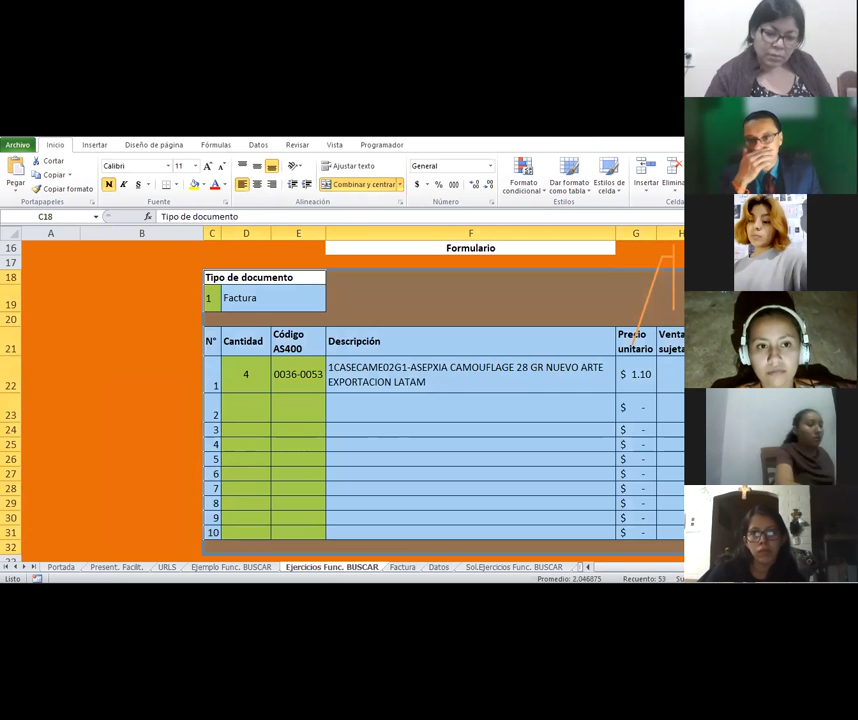 Archivo Inicio Insertar Diseño de página Fórmulas Datos Revisar Vista Programador
Cortar
Copiar
Copiar formato
Pegar
Calibri 11 A A
N K S
Ajustar texto
Combinar y centrar
General
$ % 000
Formato condicional
Dar formato como tabla
Estilos de celda
Insertar Elimina
Portapapeles Fuente Alineación Número Estilos Celda
C18 fx Tipo de documento
A B C D E F G H
16 Formulario
17
18 Tipo de documento
19 1 Factura
20
21 N° Cantidad Código AS400 Descripción Precio unitario Venta sujeta
22 1 4 0036-0053 1CASECAME02G1-ASEPXIA CAMOUFLAGE 28 GR NUEVO ARTE
EXPORTACION LATAM $ 1.10
23 2 $ -
24 3 $ -
25 4 $ -
26 5 $ -
27 6 $ -
28 7 $ -
29 8 $ -
30 9 $ -
31 10 $ -
32
Portada Present. Facilit. URLS Ejemplo Func. BUSCAR Ejercicios Func. BUSCAR Factura Datos Sol.Ejercicios Func. BUSCAR
Listo Promedio: 2.046875 Recuento: 53 Su